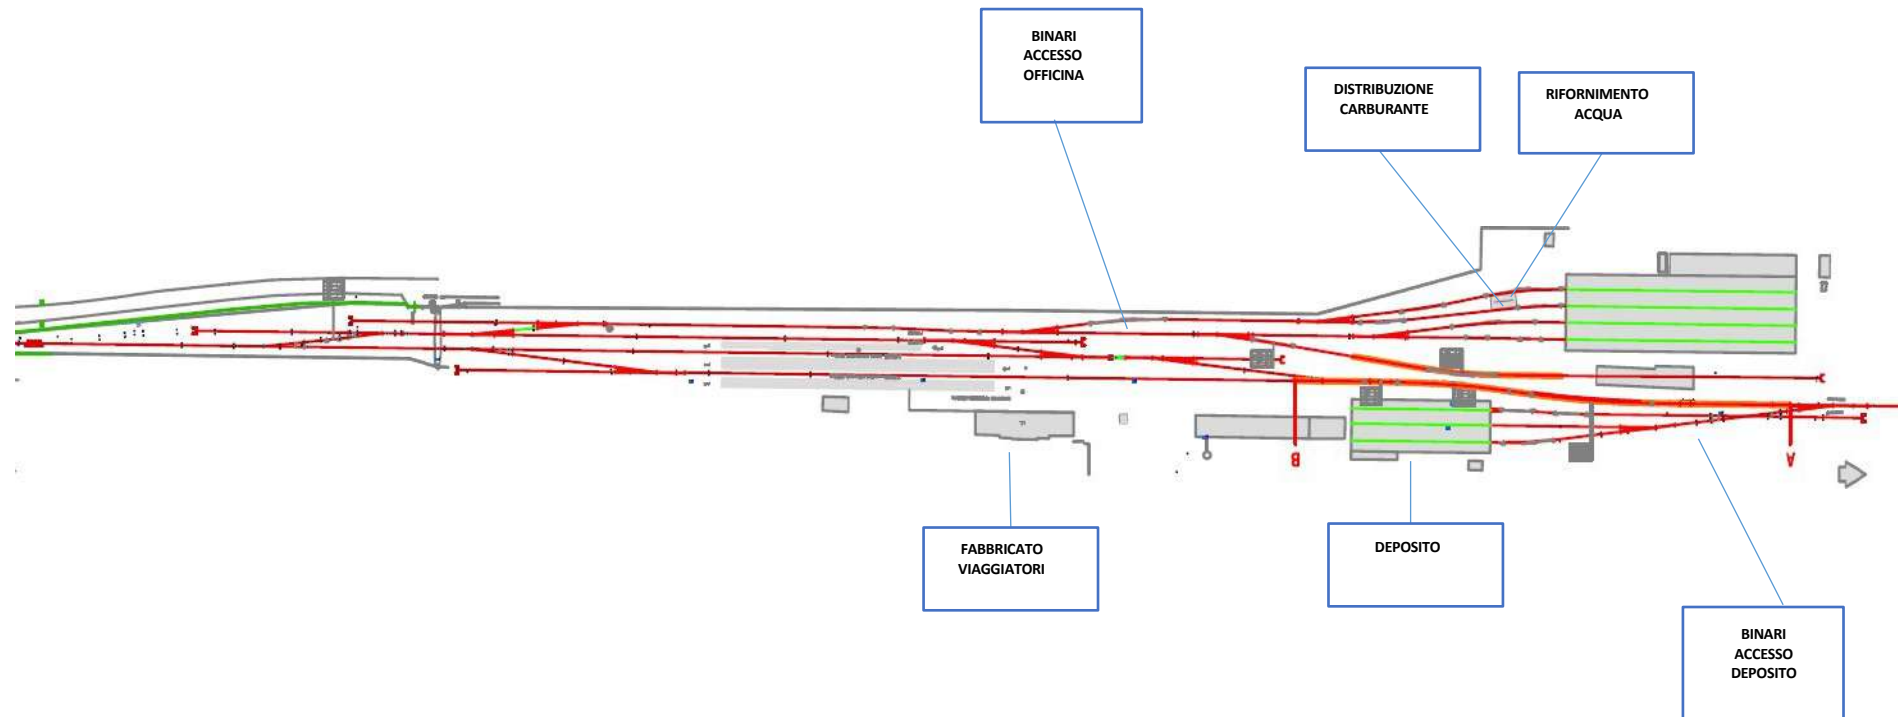 BINARI
ACCESSO
OFFICINA
DISTRIBUZIONE
CARBURANTE
RIFORNIMENTO
ACQUA
B
A
FABBRICATO
VIAGGIATORI
DEPOSITO
BINARI
ACCESSO
DEPOSITO